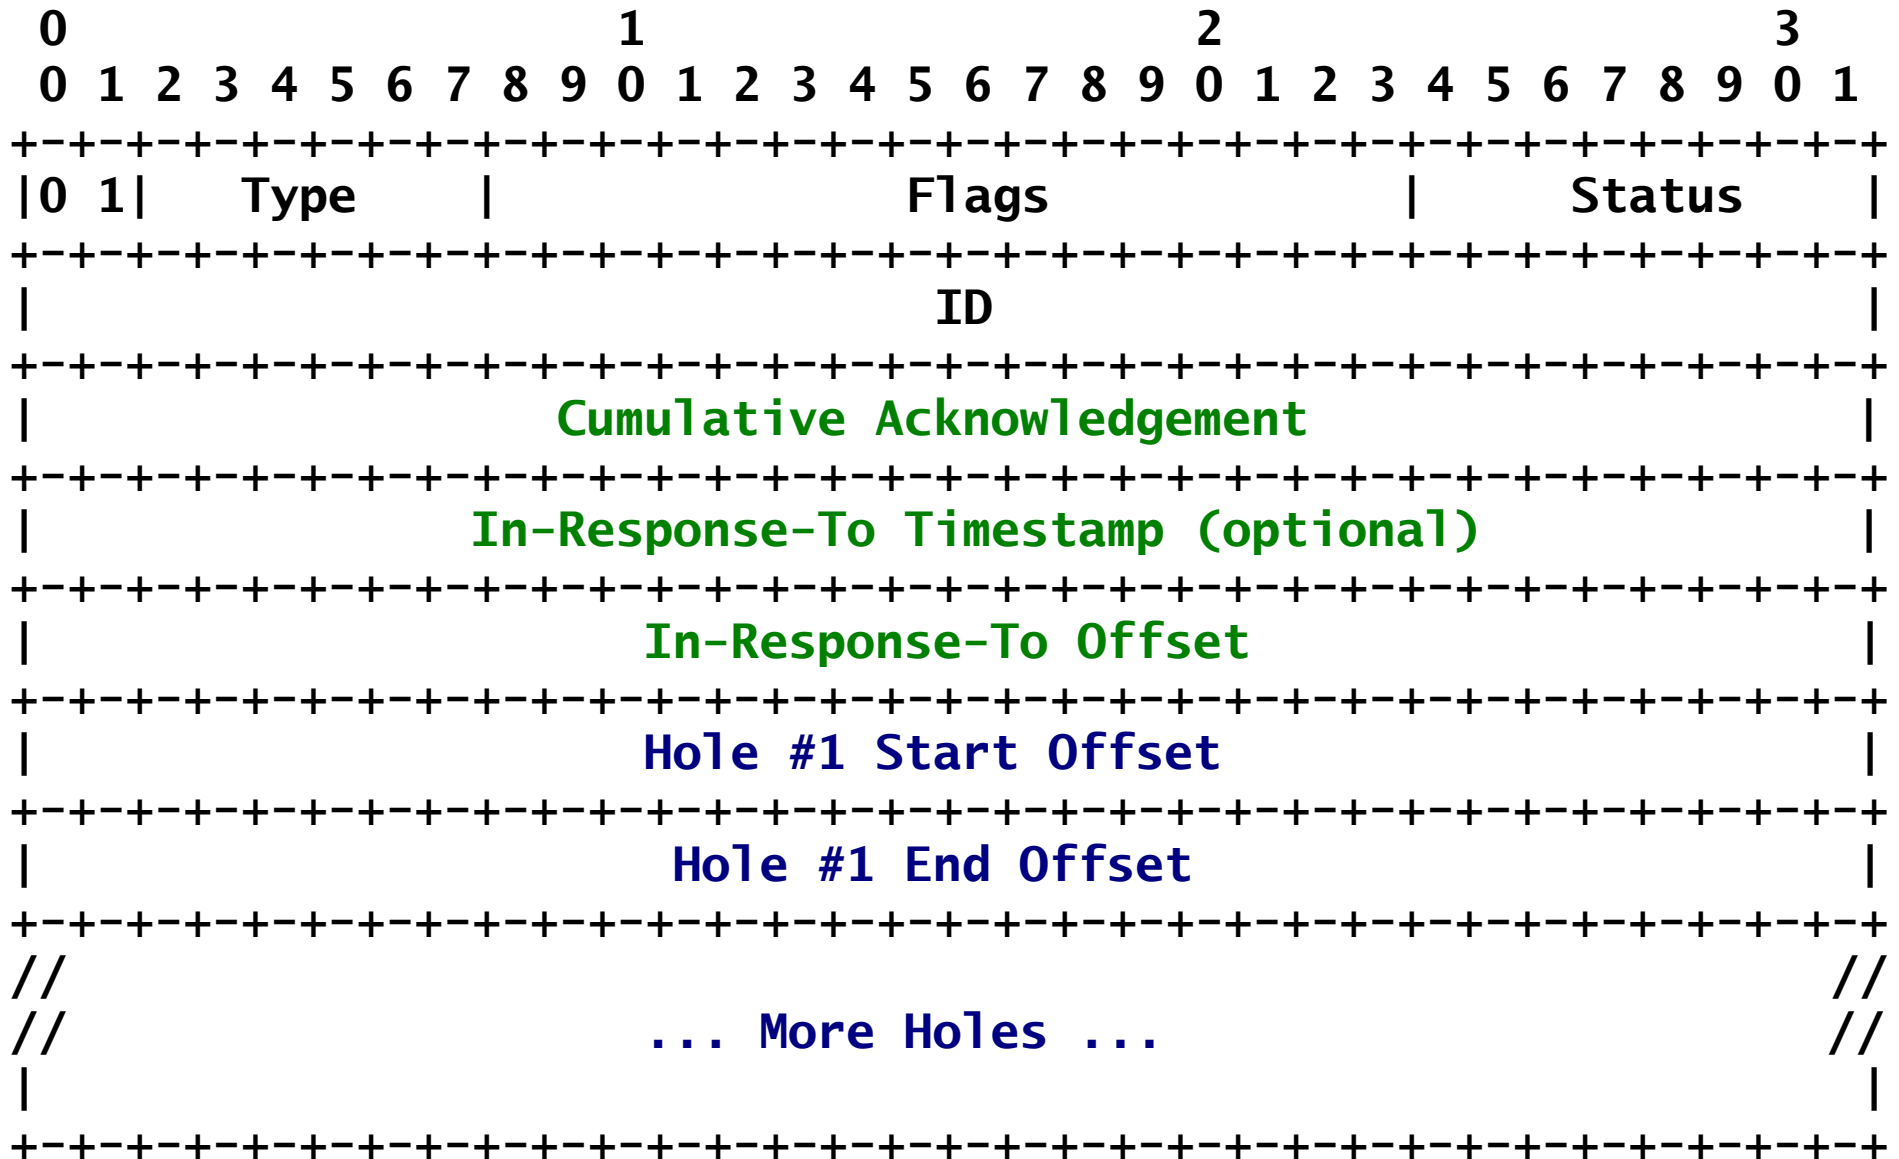 0                   1                   2                   3
0 1 2 3 4 5 6 7 8 9 0 1 2 3 4 5 6 7 8 9 0 1 2 3 4 5 6 7 8 9 0 1
+-+-+-+-+-+-+-+-+-+-+-+-+-+-+-+-+-+-+-+-+-+-+-+-+-+-+-+-+-+-+-+-+
|0 1|   Type    |              Flags            |     Status    |
+-+-+-+-+-+-+-+-+-+-+-+-+-+-+-+-+-+-+-+-+-+-+-+-+-+-+-+-+-+-+-+-+
|                               ID                              |
+-+-+-+-+-+-+-+-+-+-+-+-+-+-+-+-+-+-+-+-+-+-+-+-+-+-+-+-+-+-+-+-+
|                  Cumulative Acknowledgement                   |
+-+-+-+-+-+-+-+-+-+-+-+-+-+-+-+-+-+-+-+-+-+-+-+-+-+-+-+-+-+-+-+-+
|               In-Response-To Timestamp (optional)             |
+-+-+-+-+-+-+-+-+-+-+-+-+-+-+-+-+-+-+-+-+-+-+-+-+-+-+-+-+-+-+-+-+
|                     In-Response-To Offset                     |
+-+-+-+-+-+-+-+-+-+-+-+-+-+-+-+-+-+-+-+-+-+-+-+-+-+-+-+-+-+-+-+-+
|                     Hole #1 Start Offset                      |
+-+-+-+-+-+-+-+-+-+-+-+-+-+-+-+-+-+-+-+-+-+-+-+-+-+-+-+-+-+-+-+-+
|                      Hole #1 End Offset                       |
+-+-+-+-+-+-+-+-+-+-+-+-+-+-+-+-+-+-+-+-+-+-+-+-+-+-+-+-+-+-+-+-+
//                                                             //
//                    ... More Holes ...                       //
|                                                               |
+-+-+-+-+-+-+-+-+-+-+-+-+-+-+-+-+-+-+-+-+-+-+-+-+-+-+-+-+-+-+-+-+